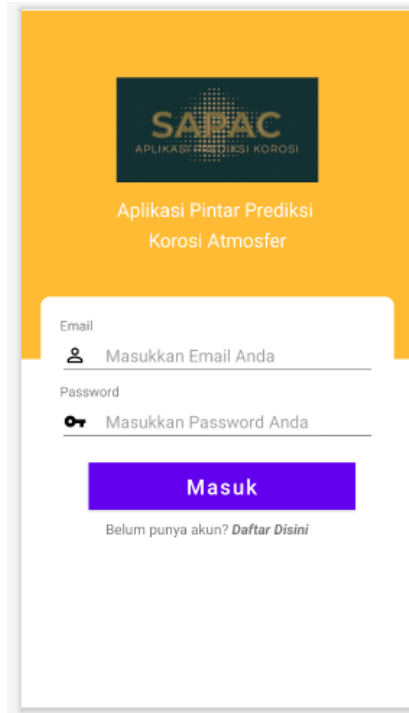 SAPAC
APLIKASI PREDIKSI KOROSI
Aplikasi Pintar Prediksi
Korosi Atmosfer
Email
Masukkan Email Anda
Password
Masukkan Password Anda
Masuk
Belum punya akun? Daftar Disini